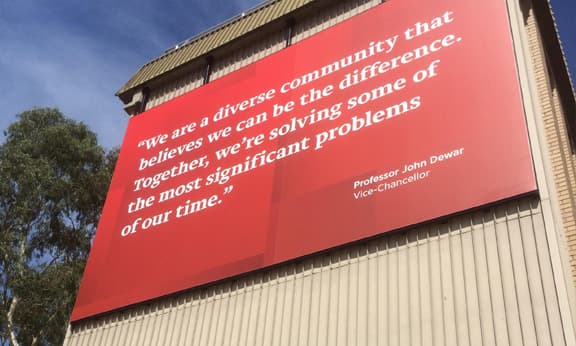 “We are a diverse community that
believes we can be the difference.
Together, we’re solving some of
the most significant problems
of our time.”
Professor John Dewar
Vice-Chancellor